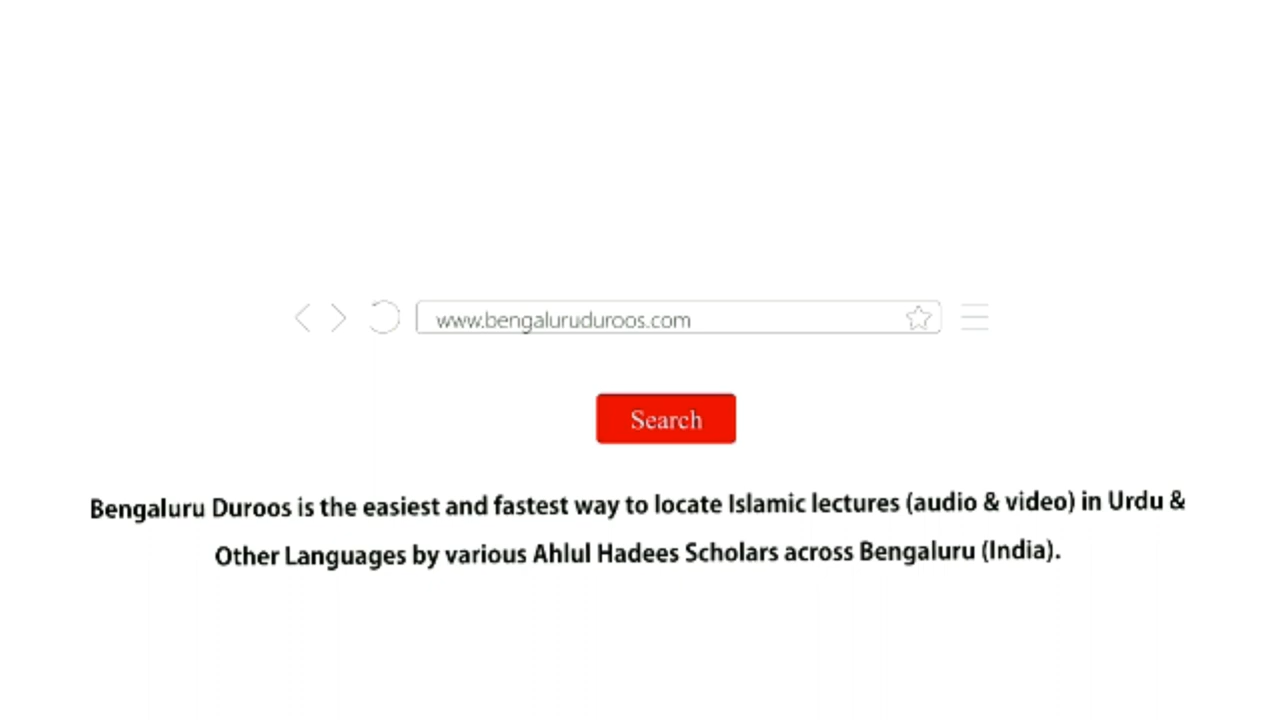 www.bengaluruduroos.com
Search
Bengaluru Duroos is the easiest and fastest way to locate Islamic lectures (audio & video) in Urdu &
Other Languages by various Ahlul Hadees Scholars across Bengaluru (India).